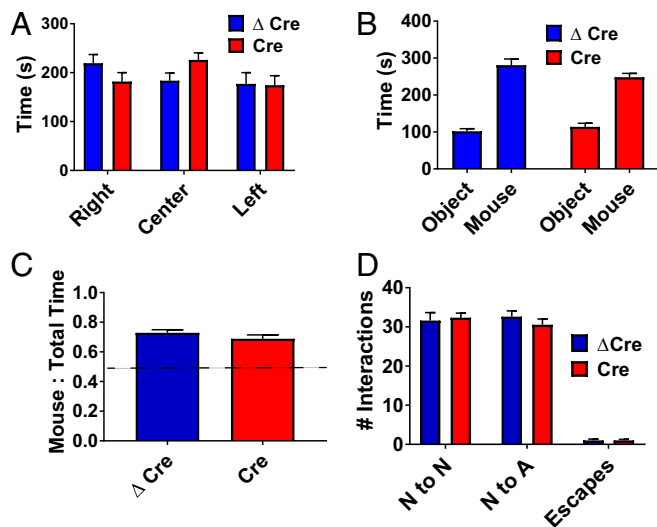 A
Δ Cre
Cre
Time (s)
300
200
100
0
Right
Center
Left
B
Δ Cre
Cre
Time (s)
400
300
200
100
0
Object
Mouse
Object
Mouse
C
Mouse : Total Time
1.0
0.8
0.6
0.4
0.2
0.0
Δ Cre
Cre
D
ΔCre
Cre
# Interactions
40
30
20
10
0
N to N
N to A
Escapes